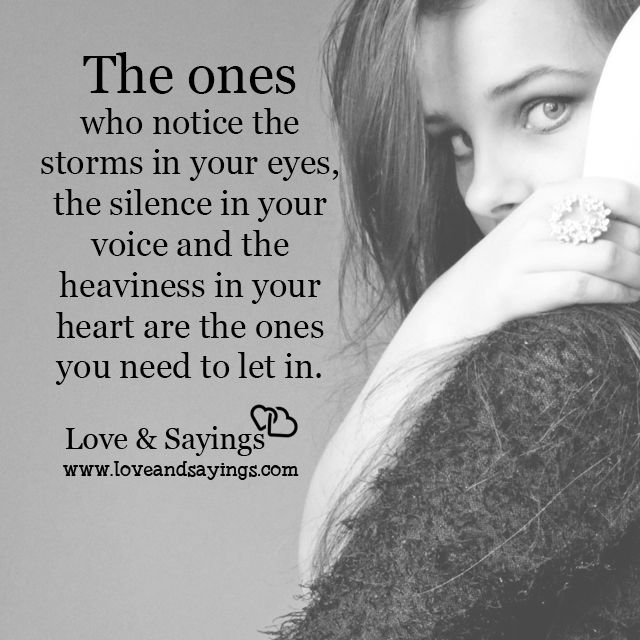 The ones
who notice the
storms in your eyes,
the silence in your
voice and the
heaviness in your
heart are the ones
you need to let in.
Love & Sayings
www.loveandsayings.com